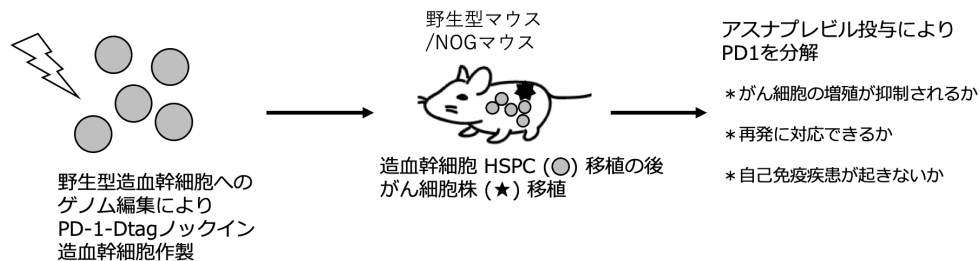 野生型造血幹細胞への
ゲノム編集により
PD-1-Dtagノックイン
造血幹細胞作製
野生型マウス
/NOGマウス
造血幹細胞 HSPC (●) 移植の後
がん細胞株 (★) 移植
アスナプレビル投与により
PD1を分解
＊がん細胞の増殖が抑制されるか
＊再発に対応できるか
＊自己免疫疾患が起きないか